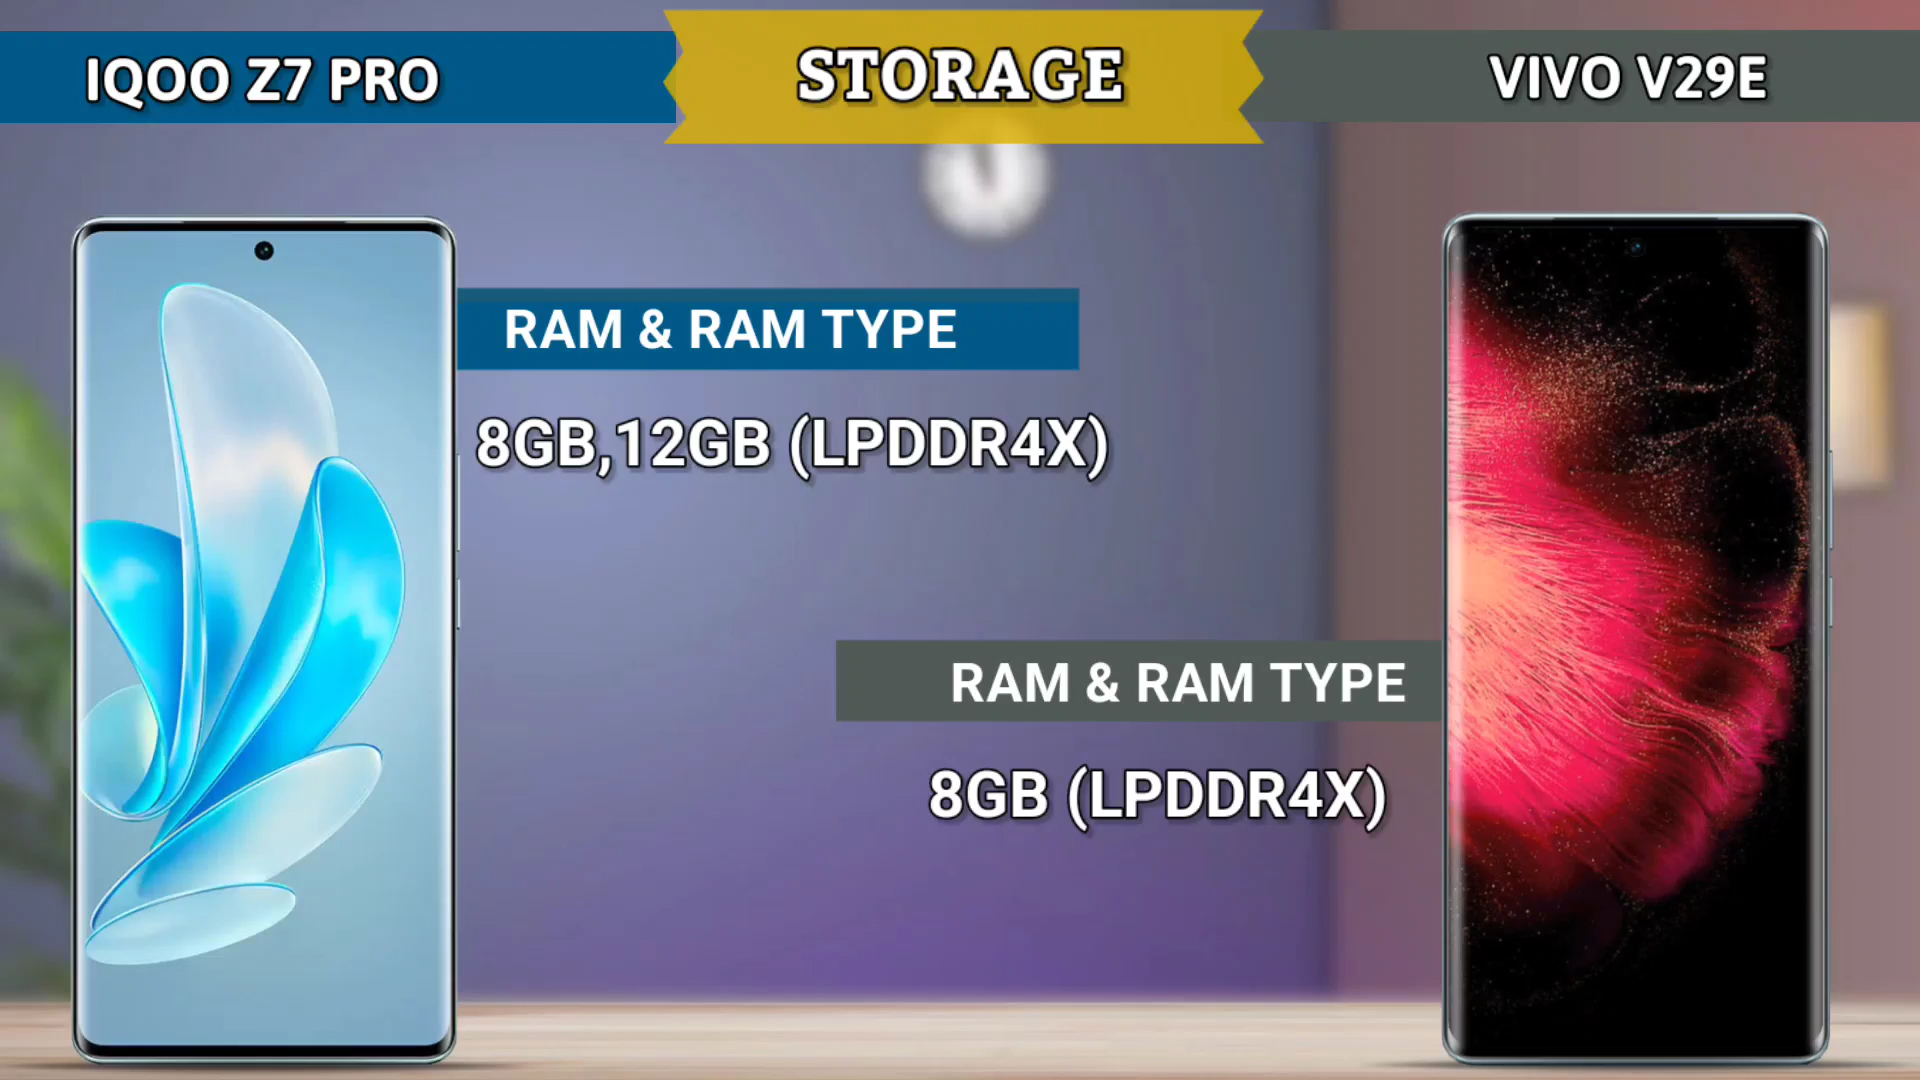 IQOO Z7 PRO
STORAGE
VIVO V29E
RAM & RAM TYPE
8GB,12GB (LPDDR4X)
RAM & RAM TYPE
8GB (LPDDR4X)